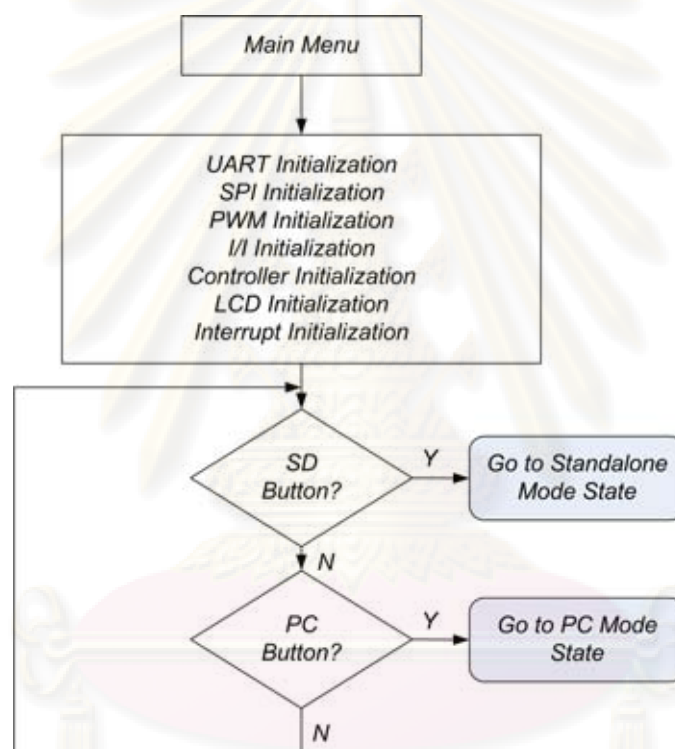 Main Menu
UART Initialization
SPI Initialization
PWM Initialization
I/I Initialization
Controller Initialization
LCD Initialization
Interrupt Initialization
SD
Button?
Y
Go to Standalone
Mode State
N
PC
Button?
Y
Go to PC Mode
State
N